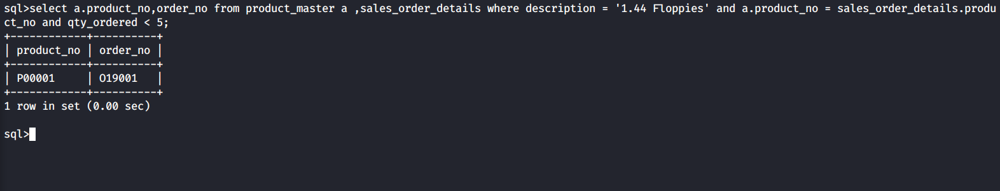 sql>select a.product_no,order_no from product_master a ,sales_order_details where description = '1.44 Floppies' and a.product_no = sales_order_details.produ
ct_no and qty_ordered < 5;
+------------+----------+
| product_no | order_no |
+------------+----------+
| P00001     | O19001   |
+------------+----------+
1 row in set (0.00 sec)
sql>